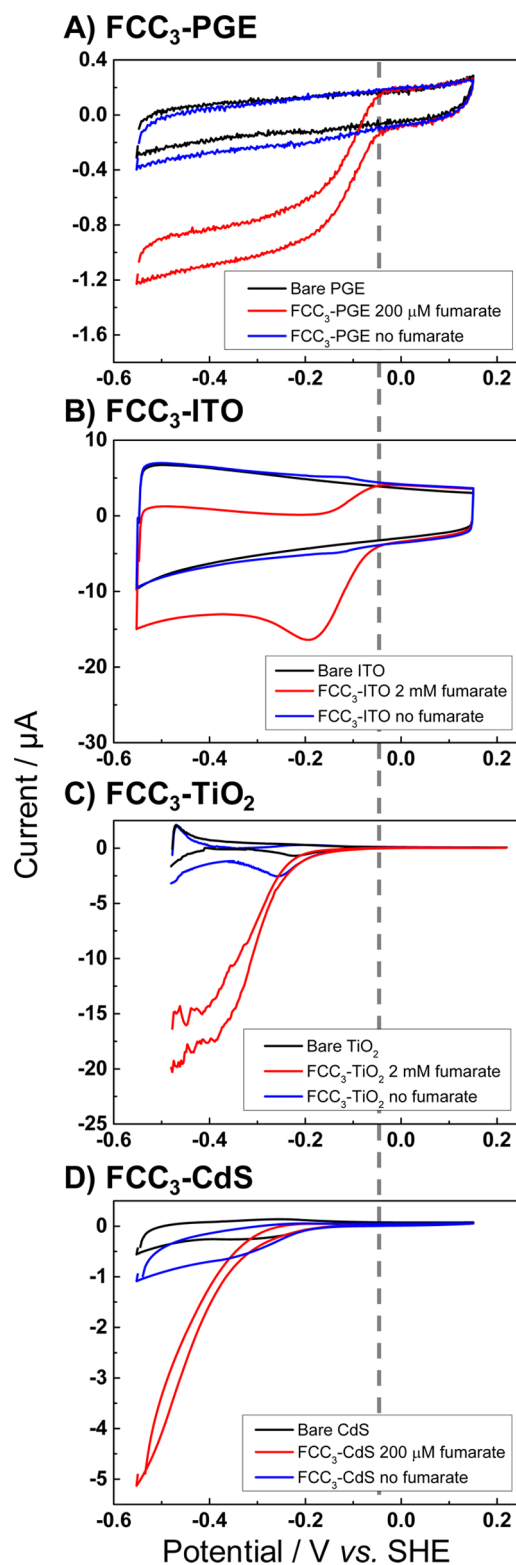 A) FCC₃-PGE
0.4
0.0
-0.4
-0.8
-1.2
-1.6
Bare PGE
FCC₃-PGE 200 μM fumarate
FCC₃-PGE no fumarate
-0.6 -0.4 -0.2 0.0 0.2
B) FCC₃-ITO
10
0
-10
-20
-30
Bare ITO
FCC₃-ITO 2 mM fumarate
FCC₃-ITO no fumarate
-0.6 -0.4 -0.2 0.0 0.2
Current / μA
C) FCC₃-TiO₂
5
0
-5
-10
-15
-20
-25
Bare TiO₂
FCC₃-TiO₂ 2 mM fumarate
FCC₃-TiO₂ no fumarate
-0.6 -0.4 -0.2 0.0 0.2
D) FCC₃-CdS
0
-1
-2
-3
-4
-5
Bare CdS
FCC₃-CdS 200 μM fumarate
FCC₃-CdS no fumarate
-0.6 -0.4 -0.2 0.0 0.2
Potential / V vs. SHE